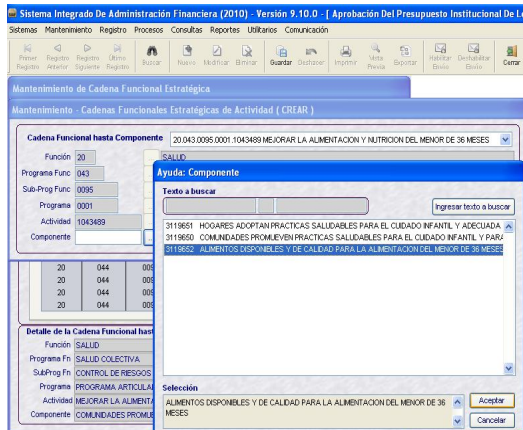 Sistema Integrado De Administración Financiera (2010) - Versión 9.10.0 - [ Aprobación Del Presupuesto Institucional De L
Sistemas Mantenimiento Registro Procesos Consultas Reportes Utilitarios Comunicación
Primer Registro Registro Anterior Registro Siguiente Último Registro Buscar Nuevo Modificar Eliminar Guardar Deshacer Imprimir Vista Previa Exportar Habilitar Envío Deshabilitar Envío Cerrar
Mantenimiento de Cadena Funcional Estratégica
Mantenimiento - Cadenas Funcionales Estratégicas de Actividad ( CREAR )
Cadena Funcional hasta Componente 20.043.0095.0001.1043489 MEJORAR LA ALIMENTACION Y NUTRICION DEL MENOR DE 36 MESES
Función 20 SALUD
Programa Func 043
Sub-Prog Func 0095
Programa 0001
Actividad 1043489
Componente
20 044 009
20 044 009
20 044 009
20 044 009
Detalle de la Cadena Funcional hast
Función SALUD
Programa Fn SALUD COLECTIVA
SubProg Fn CONTROL DE RIESGOS
Programa PROGRAMA ARTICULA
Actividad MEJORAR LA ALIMENTA
Componente COMUNIDADES PROMUE
Ayuda: Componente
Texto a buscar
Ingresar texto a buscar
3119651 HOGARES ADOPTAN PRACTICAS SALUDABLES PARA EL CUIDADO INFANTIL Y ADECUADA
3119650 COMUNIDADES PROMUEVEN PRACTICAS SALUDABLES PARA EL CUIDADO INFANTIL Y PARA
3119652 ALIMENTOS DISPONIBLES Y DE CALIDAD PARA LA ALIMENTACION DEL MENOR DE 36 MESES
Selección
ALIMENTOS DISPONIBLES Y DE CALIDAD PARA LA ALIMENTACION DEL MENOR DE 36
MESES
Aceptar
Cancelar